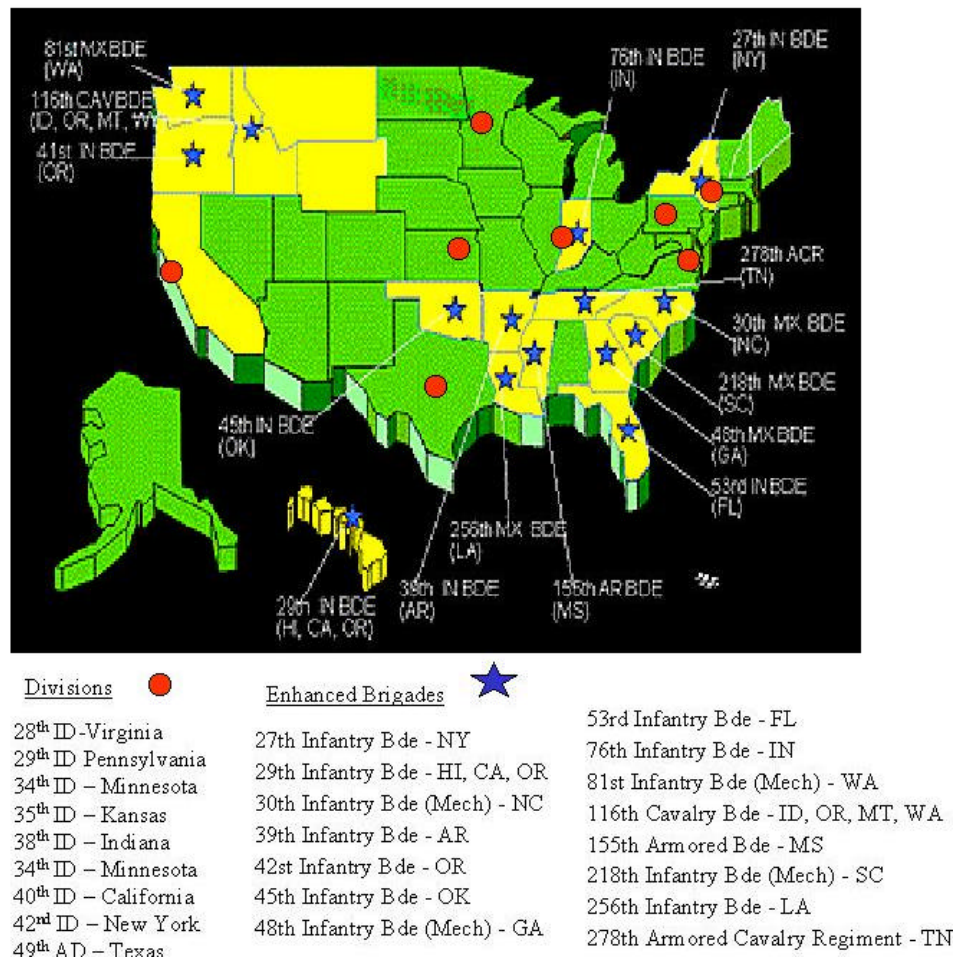 81st MX BDE
(WA)
116th CAV BDE
(ID, OR, MT, WY)
41st IN BDE
(OR)
76th IN BDE
(IN)
27th IN BDE
(NY)
278th ACR
(TN)
30th MX BDE
(NC)
218th MX BDE
(SC)
48th MX BDE
(GA)
53rd IN BDE
(FL)
45th IN BDE
(OK)
256th MX BDE
(LA)
39th IN BDE
(AR)
155th AR BDE
(MS)
29th IN BDE
(HI, CA, OR)
Divisions
28th ID-Virginia
29th ID Pennsylvania
34th ID – Minnesota
35th ID – Kansas
38th ID – Indiana
34th ID – Minnesota
40th ID – California
42nd ID – New York
49th AD – Texas
Enhanced Brigades
27th Infantry Bde - NY
29th Infantry Bde - HI, CA, OR
30th Infantry Bde (Mech) - NC
39th Infantry Bde - AR
42st Infantry Bde - OR
45th Infantry Bde - OK
48th Infantry Bde (Mech) - GA
53rd Infantry Bde - FL
76th Infantry Bde - IN
81st Infantry Bde (Mech) - WA
116th Cavalry Bde - ID, OR, MT, WA
155th Armored Bde - MS
218th Infantry Bde (Mech) - SC
256th Infantry Bde - LA
278th Armored Cavalry Regiment - TN